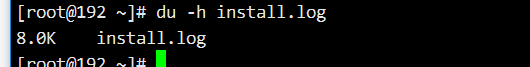 [root@192 ~]# du -h install.log
8.0K    install.log
[root@192 ~]#